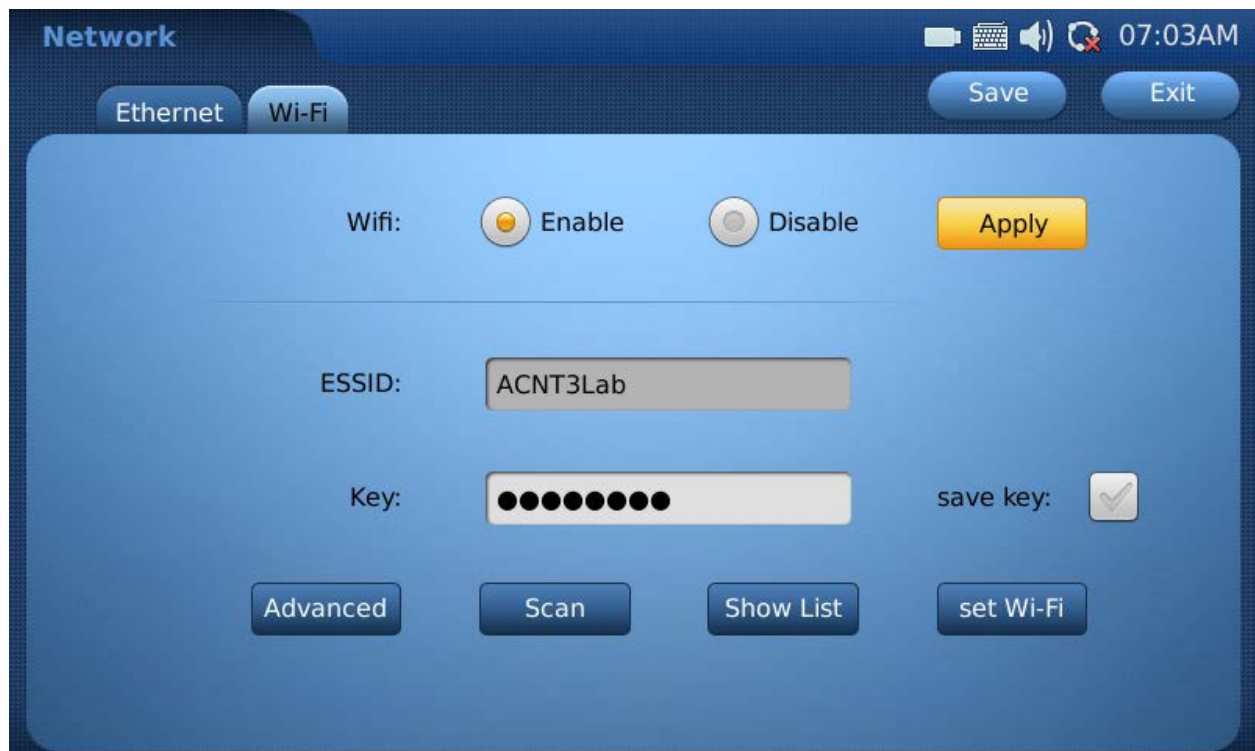 Network
07:03AM
Ethernet
Wi-Fi
Save
Exit
Wifi:
Enable
Disable
Apply
ESSID:
ACNT3Lab
Key:
●●●●●●●●
save key:
Advanced
Scan
Show List
set Wi-Fi